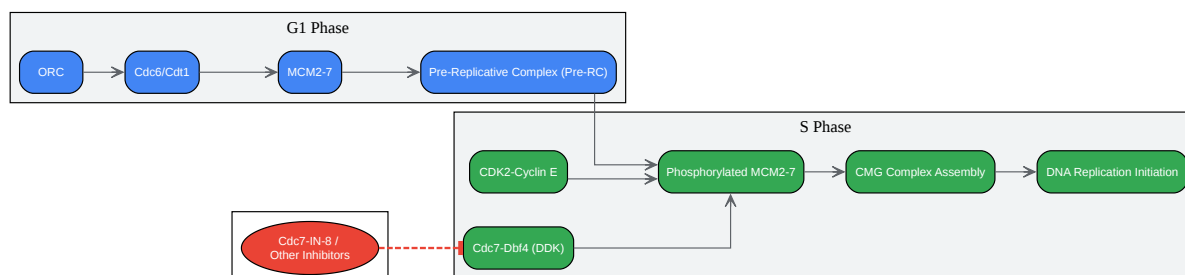 G1 Phase
ORC
Cdc6/Cdt1
MCM2-7
Pre-Replicative Complex (Pre-RC)
S Phase
CDK2-Cyclin E
Phosphorylated MCM2-7
CMG Complex Assembly
DNA Replication Initiation
Cdc7-IN-8 /
Other Inhibitors
Cdc7-Dbf4 (DDK)